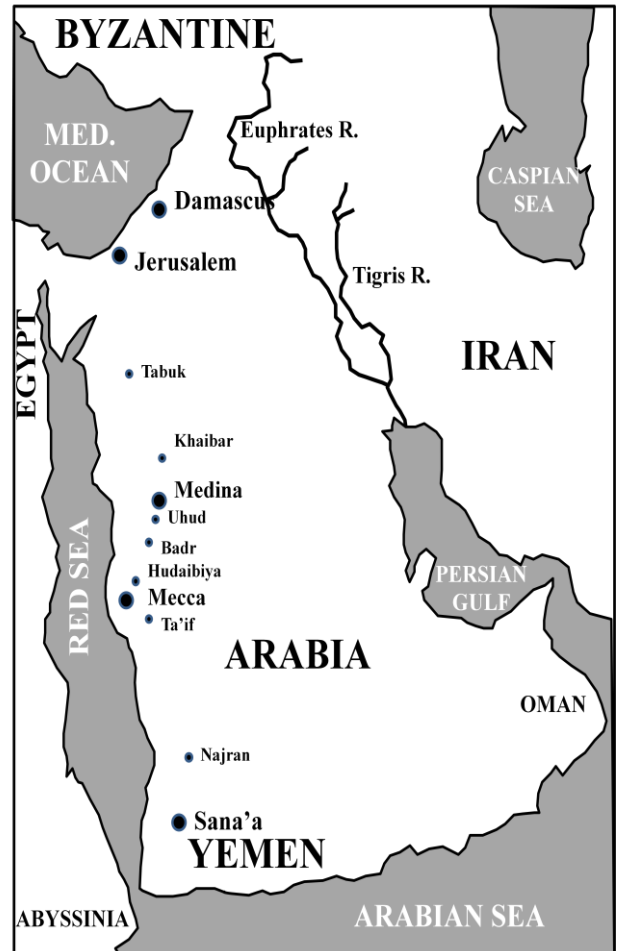 BYZANTINE
Euphrates R.
MED.
OCEAN
CASPIAN
SEA
Damascus
Jerusalem
Tigris R.
EGYPT
IRAN
Tabuk
Khaibar
Medina
Uhud
Badr
RED SEA
Hudaibiya
PERSIAN
GULF
Mecca
Ta’if
ARABIA
OMAN
Najran
Sana’a
YEMEN
ABYSSINIA
ARABIAN SEA